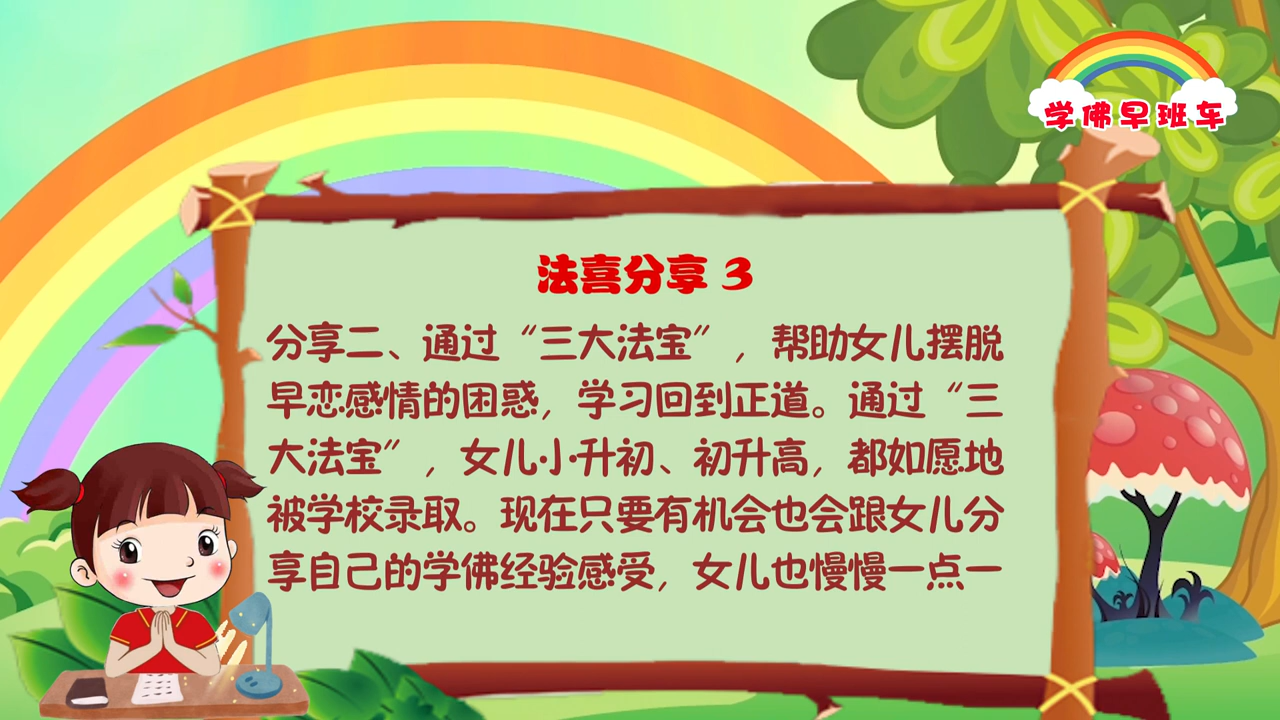 学佛早班车
法喜分享 3
分享二、通过“三大法宝”，帮助女儿摆脱
早恋感情的困惑，学习回到正道。通过“三
大法宝”，女儿小升初、初升高，都如愿地
被学校录取。现在只要有机会也会跟女儿分
享自己的学佛经验感受，女儿也慢慢一点一